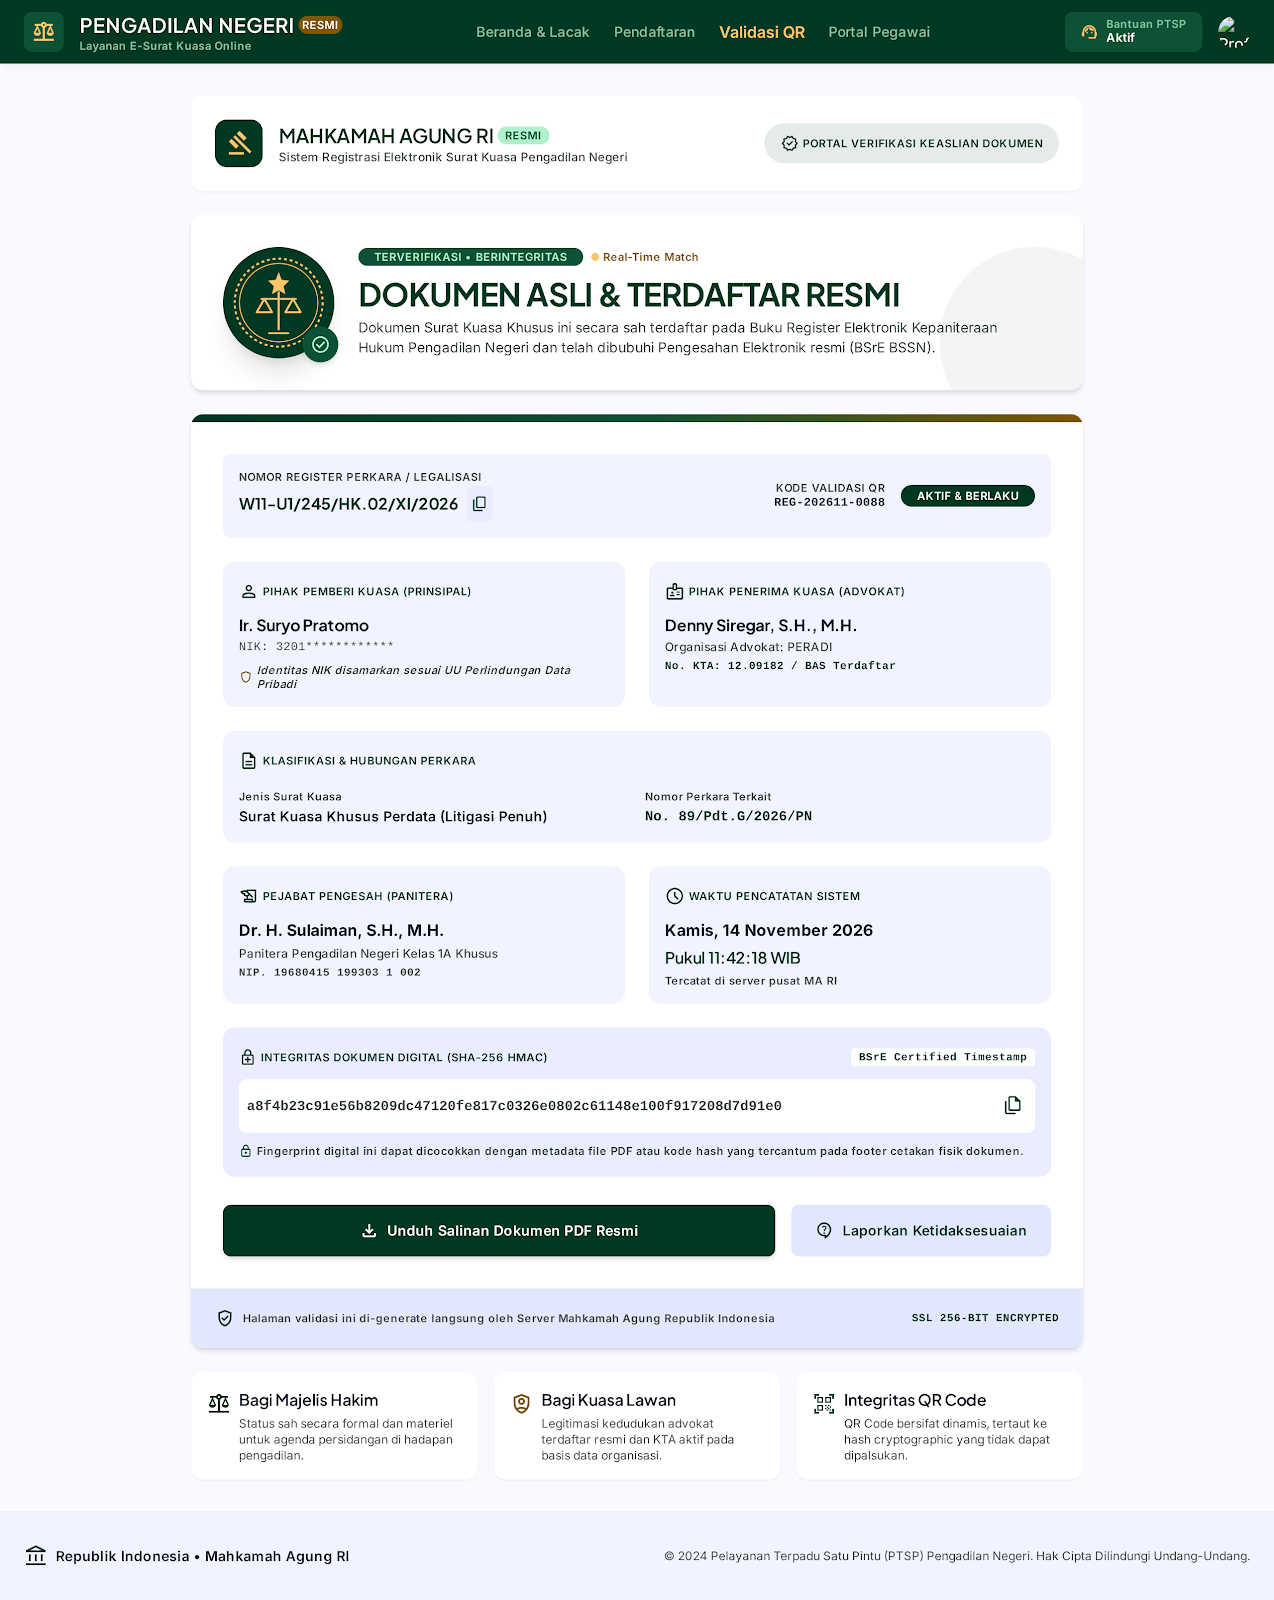 PENGADILAN NEGERI RESMI
Layanan E-Surat Kuasa Online
Beranda & Lacak
Pendaftaran
Validasi QR
Portal Pegawai
Bantuan PTSP
Aktif
MAHKAMAH AGUNG RI RESMI
Sistem Registrasi Elektronik Surat Kuasa Pengadilan Negeri
PORTAL VERIFIKASI KEASLIAN DOKUMEN
TERVERIFIKASI • BERINTEGRITAS
Real-Time Match
DOKUMEN ASLI & TERDAFTAR RESMI
Dokumen Surat Kuasa Khusus ini secara sah terdaftar pada Buku Register Elektronik Kepaniteraan
Hukum Pengadilan Negeri dan telah dibubuhi Pengesahan Elektronik resmi (BSrE BSSN).
NOMOR REGISTER PERKARA / LEGALISASI
W11-U1/245/HK.02/XI/2026
KODE VALIDASI QR
REG-202611-0088
AKTIF & BERLAKU
PIHAK PEMBERI KUASA (PRINSIPAL)
Ir. Suryo Pratomo
NIK: 3201************
Identitas NIK disamarkan sesuai UU Perlindungan Data
Pribadi
PIHAK PENERIMA KUASA (ADVOKAT)
Denny Siregar, S.H., M.H.
Organisasi Advokat: PERADI
No. KTA: 12.09182 / BAS Terdaftar
KLASIFIKASI & HUBUNGAN PERKARA
Jenis Surat Kuasa
Surat Kuasa Khusus Perdata (Litigasi Penuh)
Nomor Perkara Terkait
No. 89/Pdt.G/2026/PN
PEJABAT PENGESAH (PANITERA)
Dr. H. Sulaiman, S.H., M.H.
Panitera Pengadilan Negeri Kelas 1A Khusus
NIP. 19680415 199303 1 002
WAKTU PENCATATAN SISTEM
Kamis, 14 November 2026
Pukul 11:42:18 WIB
Tercatat di server pusat MA RI
INTEGRITAS DOKUMEN DIGITAL (SHA-256 HMAC)
BSrE Certified Timestamp
a8f4b23c91e56b8209dc47120fe817c0326e0802c61148e100f917208d7d91e0
Fingerprint digital ini dapat dicocokkan dengan metadata file PDF atau kode hash yang tercantum pada footer cetakan fisik dokumen.
Unduh Salinan Dokumen PDF Resmi
Laporkan Ketidaksesuaian
Halaman validasi ini di-generate langsung oleh Server Mahkamah Agung Republik Indonesia
SSL 256-BIT ENCRYPTED
Bagi Majelis Hakim
Status sah secara formal dan materiel
untuk agenda persidangan di hadapan
pengadilan.
Bagi Kuasa Lawan
Legitimasi kedudukan advokat
terdaftar resmi dan KTA aktif pada
basis data organisasi.
Integritas QR Code
QR Code bersifat dinamis, tertaut ke
hash cryptographic yang tidak dapat
dipalsukan.
Republik Indonesia • Mahkamah Agung RI
© 2024 Pelayanan Terpadu Satu Pintu (PTSP) Pengadilan Negeri. Hak Cipta Dilindungi Undang-Undang.